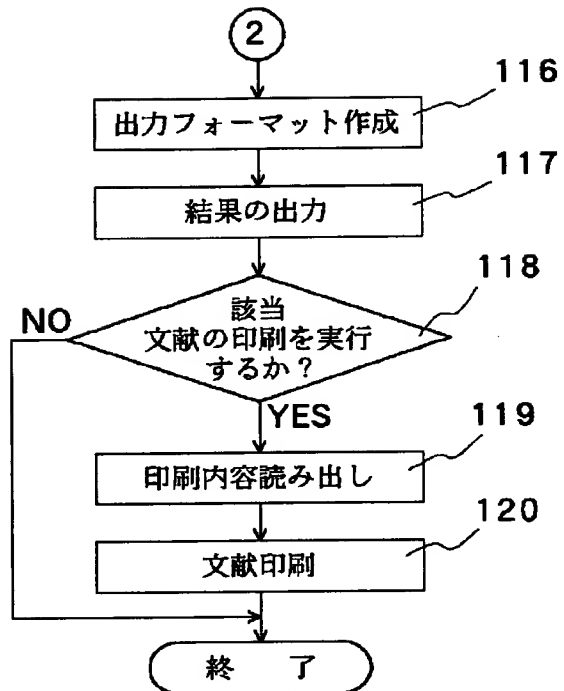 2
116
出力フォーマット作成
117
結果の出力
118
該当
文献の印刷を実行
するか？
NO
YES
119
印刷内容読み出し
120
文献印刷
終 了